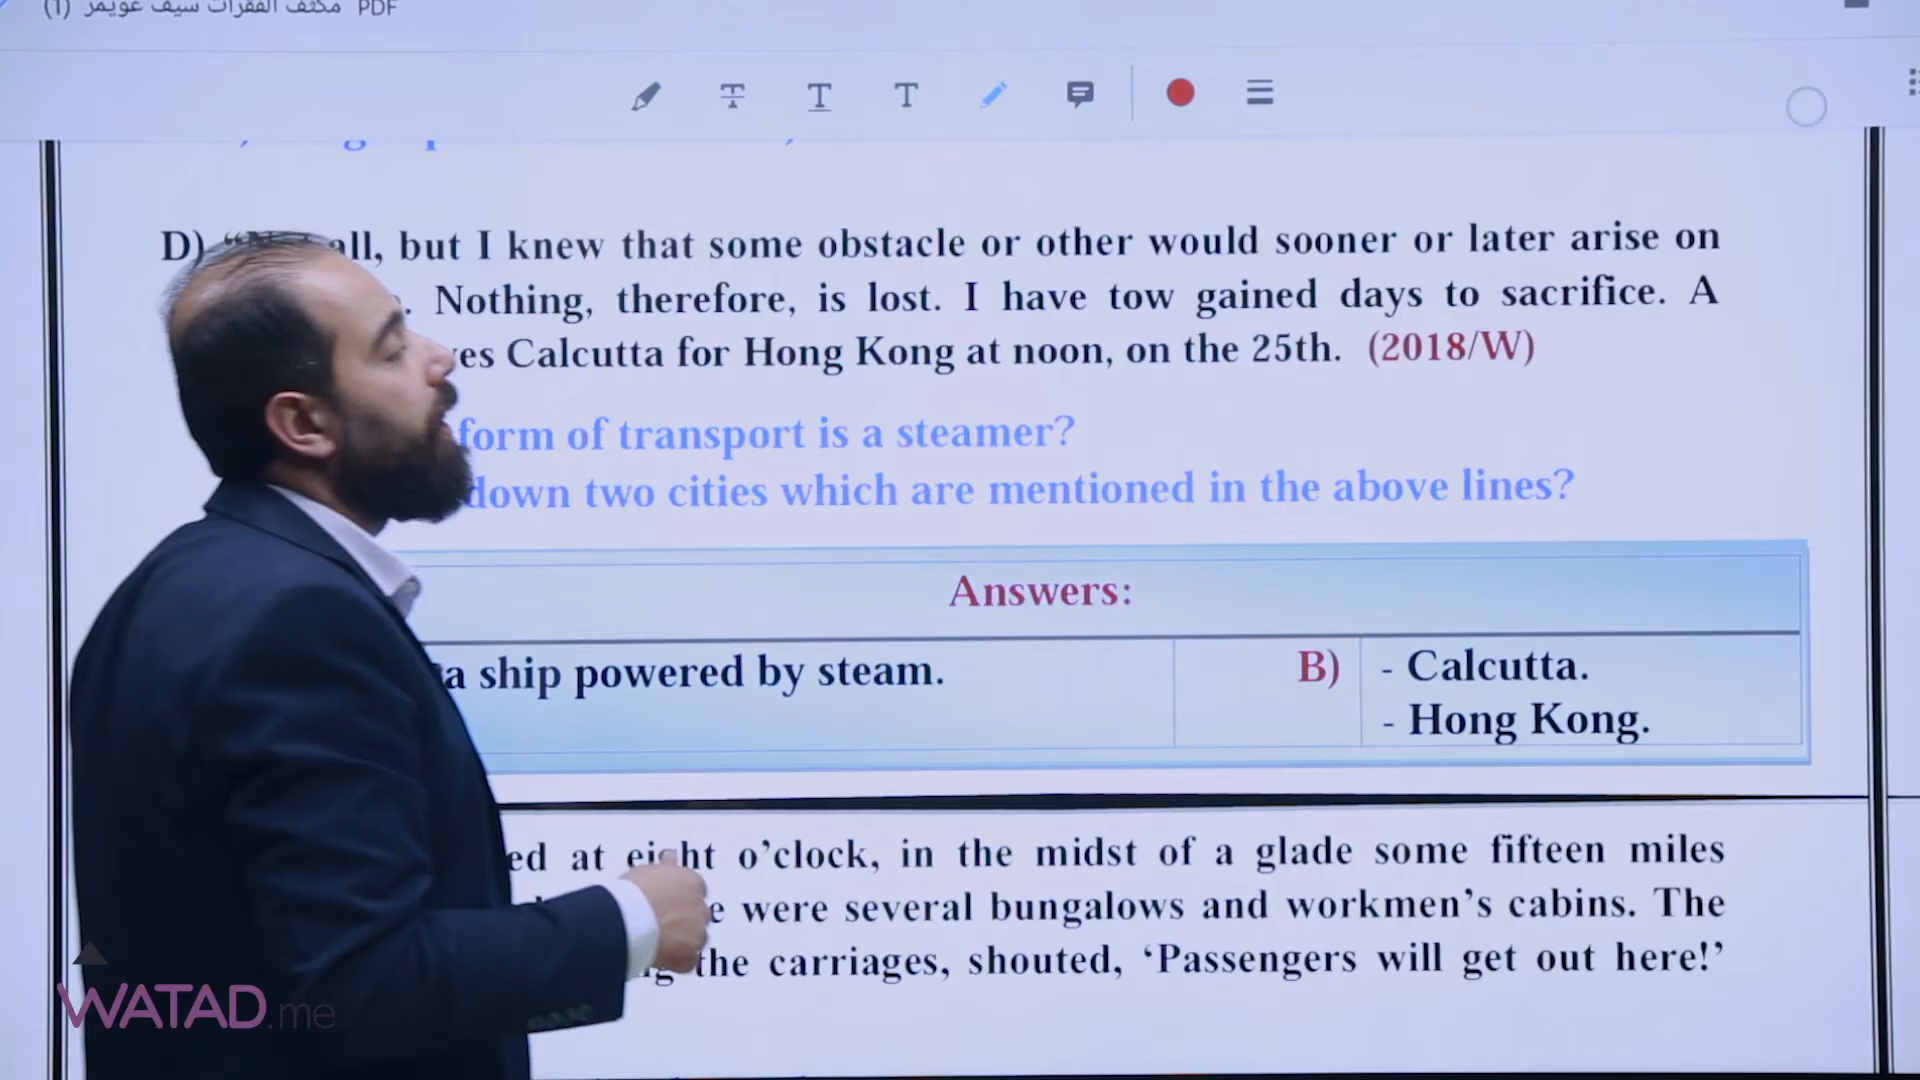 (1) مكثف الفقرات سيف عويمر PDF
D) all, but I knew that some obstacle or other would sooner or later arise on
Nothing, therefore, is lost. I have tow gained days to sacrifice. A
Calcutta for Hong Kong at noon, on the 25th. (2018/W)
form of transport is a steamer?
down two cities which are mentioned in the above lines?
Answers:
a ship powered by steam.
B) - Calcutta.
- Hong Kong.
at eight o’clock, in the midst of a glade some fifteen miles
were several bungalows and workmen’s cabins. The
the carriages, shouted, ‘Passengers will get out here!’
WATAD.me